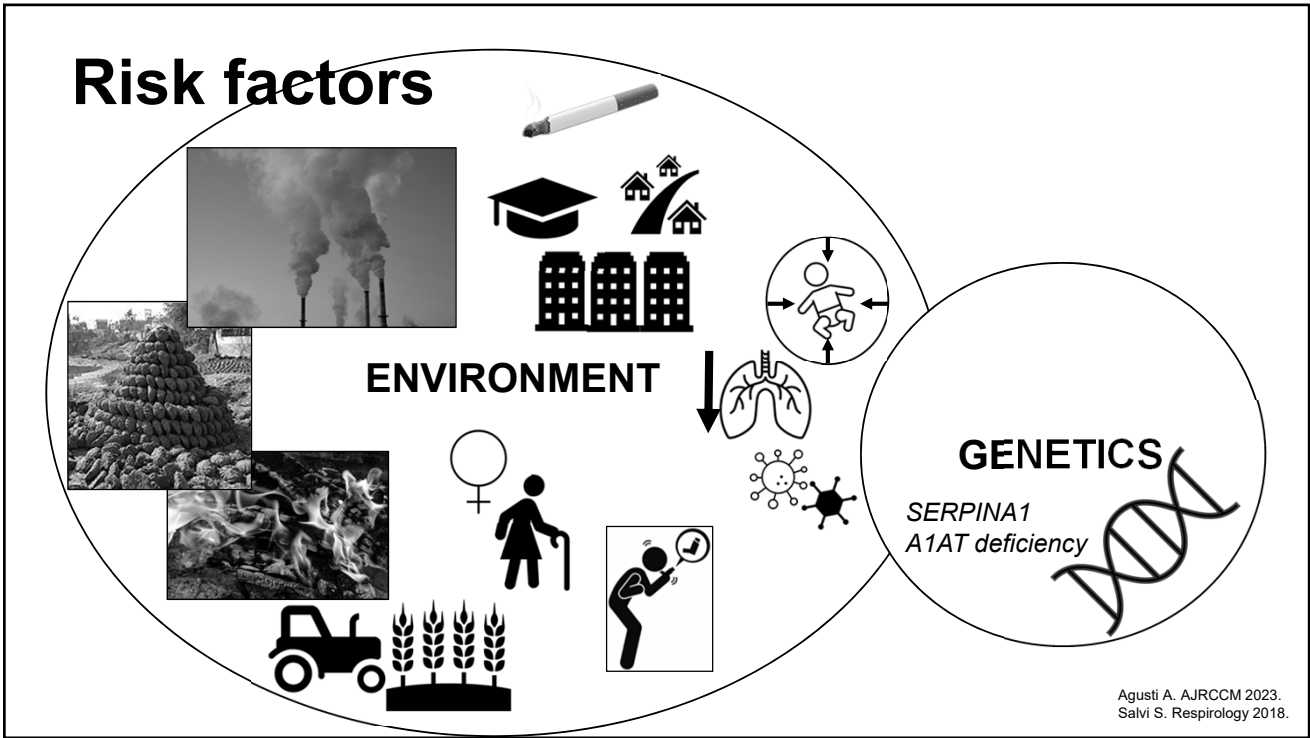 Risk factors
ENVIRONMENT
GENETICS
SERPINA1
A1AT deficiency
Agusti A. AJRCCM 2023.
Salvi S. Respirology 2018.